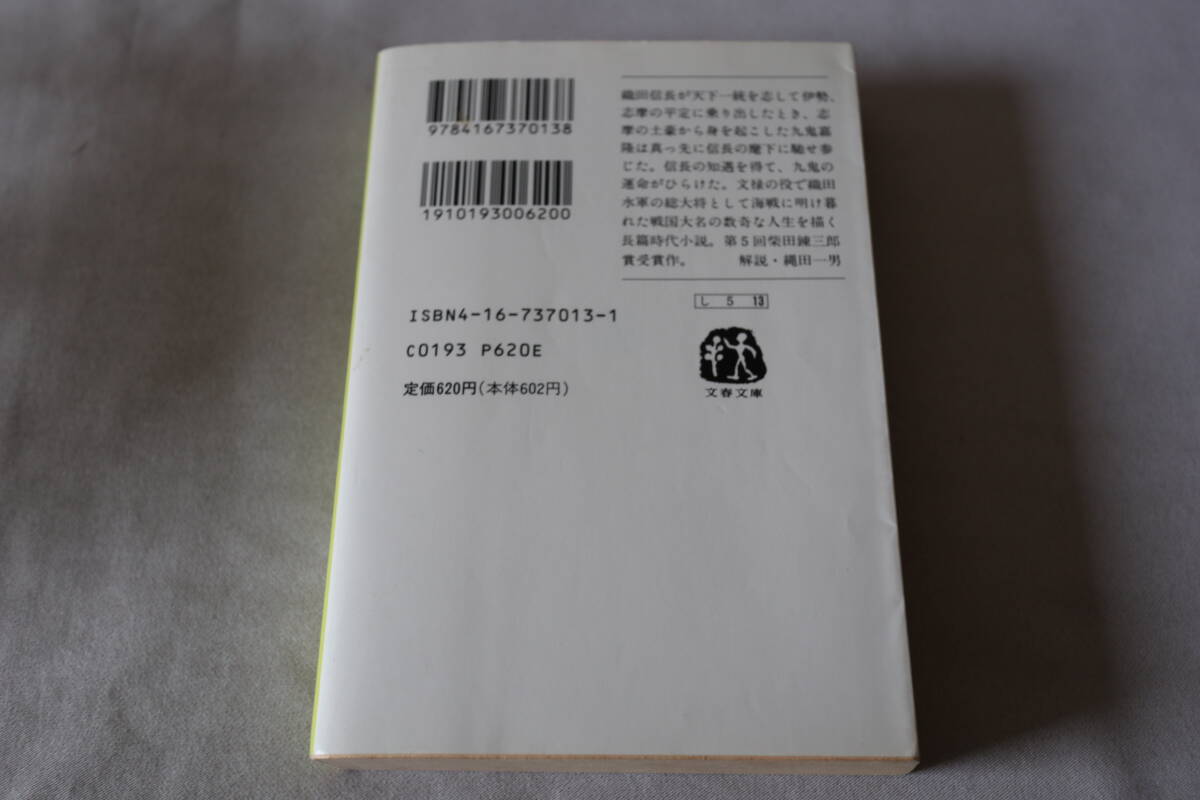 9784167370138
1910193006200
織田信長が天下一統を志して伊勢、
志摩の平定に乗り出したとき、志
摩の土豪から身を起こした九鬼嘉
隆は真っ先に信長の麾下に馳せ参
じた。信長の知遇を得て、九鬼の
運命がひらけた。文禄の役で織田
水軍の総大将として海戦に明け暮
れた戦国大名の数奇な人生を描く
長篇時代小説。第5回柴田錬三郎
賞受賞作。 解説・縄田一男
ISBN4-16-737013-1
C0193 P620E
定価620円(本体602円)
し 5 13
文春文庫